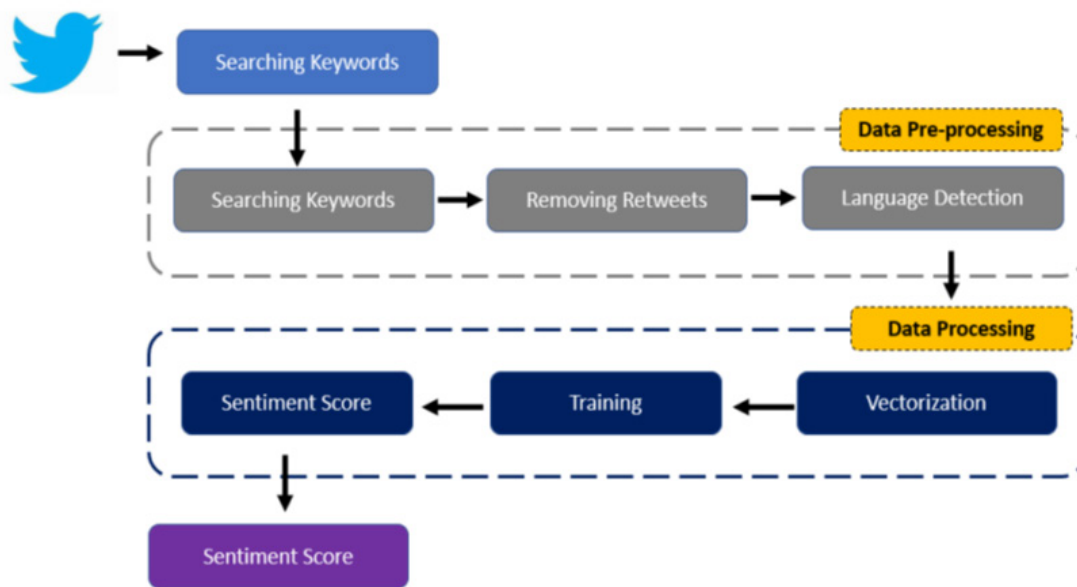 Searching Keywords
Data Pre-processing
Searching Keywords
Removing Retweets
Language Detection
Data Processing
Sentiment Score
Training
Vectorization
Sentiment Score